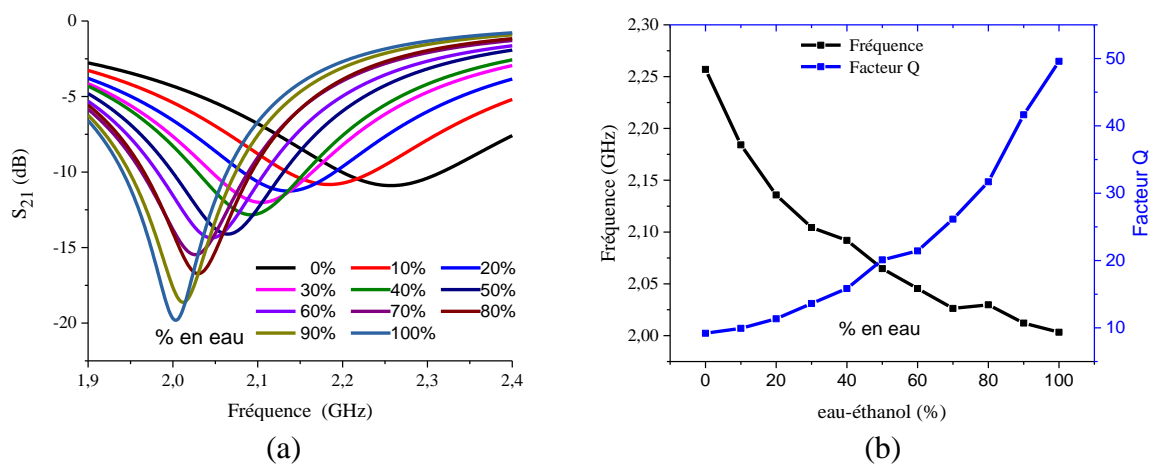 0
-5
-10
-15
-20
S21 (dB)
0% 10% 20%
30% 40% 50%
60% 70% 80%
90% 100%
% en eau
1,9 2,0 2,1 2,2 2,3 2,4
Fréquence (GHz)
(a)
2,30
2,25
2,20
2,15
2,10
2,05
2,00
Fréquence (GHz)
Fréquence
Facteur Q
% en eau
50
40
30
20
10
Facteur Q
0 20 40 60 80 100
eau-éthanol (%)
(b)